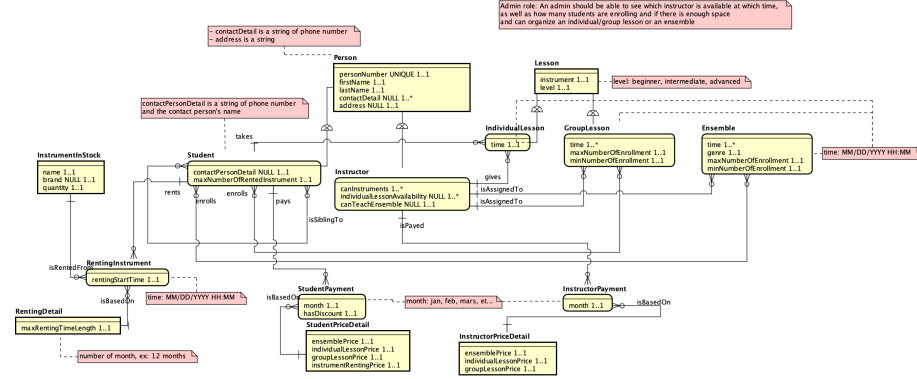 Admin role: An admin should be able to see which instructor is available at which time,
as well as how many students are enrolling and if there is enough space
and can organize an individual/group lesson or an ensemble
- contactDetail is a string of phone number
- address is a string
Person
personNumber UNIQUE 1..1
firstName 1..1
lastName 1..1
contactDetail NULL 1..*
address NULL 1..1
Lesson
instrument 1..1
level 1..1
level: beginner, intermediate, advanced
contactPersonDetail is a string of phone number
and the contact person's name
takes
IndividualLesson
time 1..1
GroupLesson
time 1..*
maxNumberOfEnrollment 1..1
minNumberOfEnrollment 1..1
Ensemble
time 1..*
genre 1..1
maxNumberOfEnrollment 1..1
minNumberOfEnrollment 1..1
time: MM/DD/YYYY HH:MM
InstrumentInStock
name 1..1
brand NULL 1..1
quantity 1..1
Student
contactPersonDetail NULL 1..1
maxNumberOfRentedInstrument 1..1
Instructor
canInstruments 1..*
individualLessonAvailability NULL 1..*
canTeachEnsemble NULL 1..1
gives
isAssignedTo
isAssignedTo
rents
enrolls
enrolls
pays
isSiblingTo
isPayed
isRentedFrom
RentingInstrument
rentingStartTime 1..1
time: MM/DD/YYYY HH:MM
isBasedOn
RentingDetail
maxRentingTimeLength 1..1
number of month, ex: 12 months
StudentPayment
month 1..1
hasDiscount 1..1
isBasedOn
month: jan, feb, mars, et...
InstructorPayment
month 1..1
isBasedOn
StudentPriceDetail
ensemblePrice 1..1
individualLessonPrice 1..1
groupLessonPrice 1..1
instrumentRentingPrice 1..1
InstructorPriceDetail
ensemblePrice 1..1
individualLessonPrice 1..1
groupLessonPrice 1..1